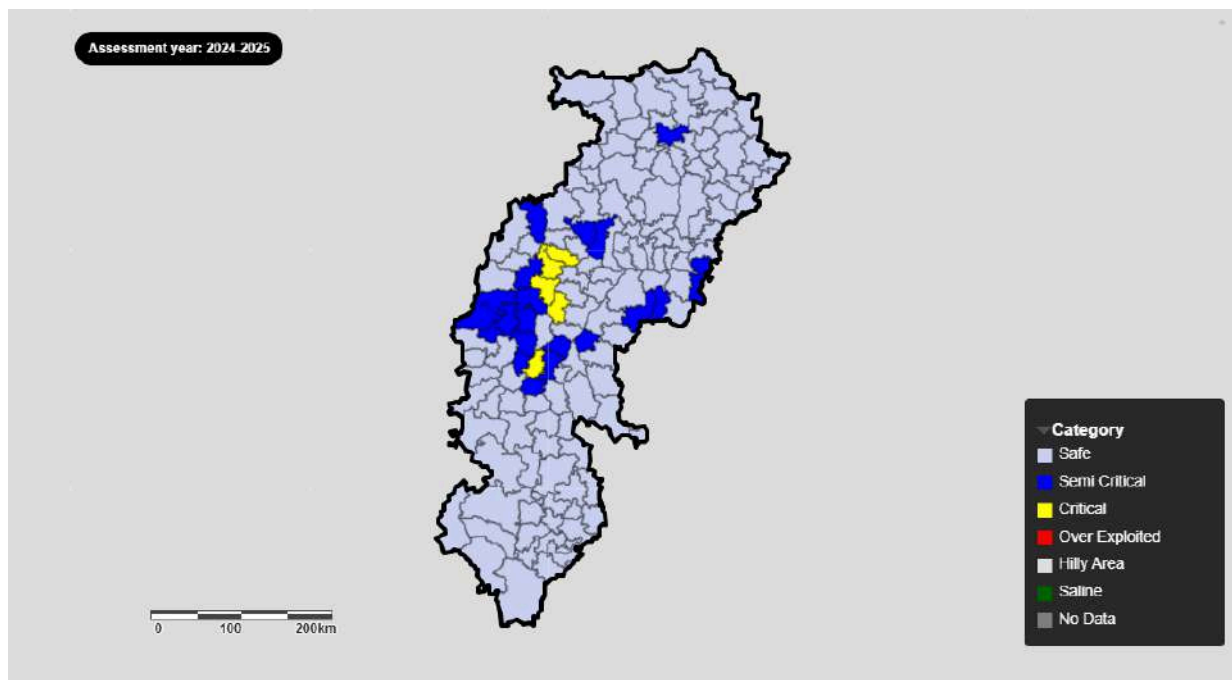 Assessment year: 2024-2025
Category
Safe
Semi Critical
Critical
Over Exploited
Hilly Area
Saline
No Data
0 100 200km